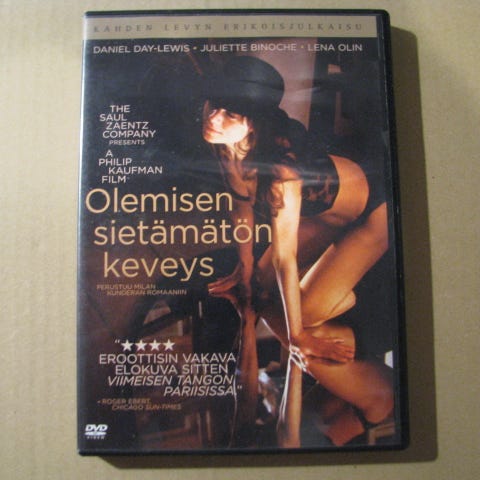 KAHDEN LEVYN ERIKOISJULKAISU
DANIEL DAY-LEWIS • JULIETTE BINOCHE • LENA OLIN
THE
SAUL
ZAENTZ
COMPANY
PRESENTS
A
PHILIP
KAUFMAN
FILM
Olemisen
sietämätön
keveys
PERUSTUU MILAN
KUNDERAN ROMAANIIN
"★★★★
EROOTTISIN VAKAVA
ELOKUVA SITTEN
VIIMEISEN TANGON
PARIISISSA."
- ROGER EBERT,
CHICAGO SUN-TIMES
DVD
VIDEO